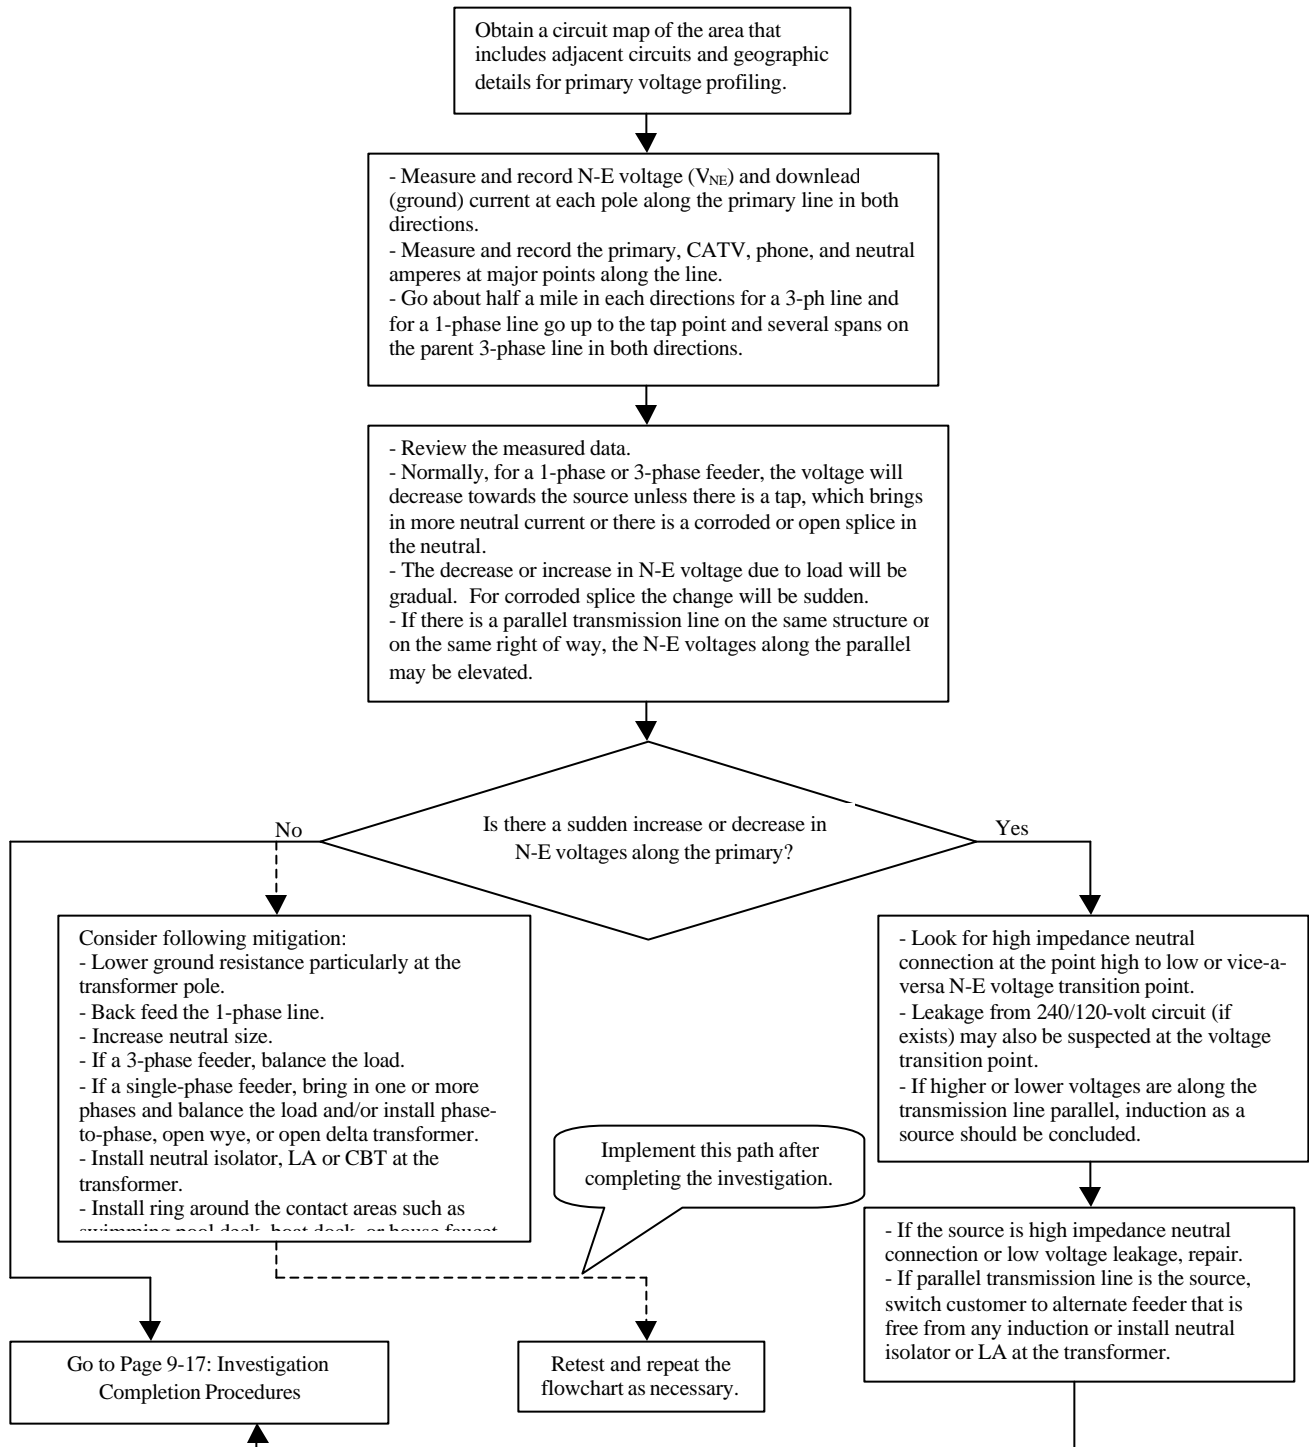 Obtain a circuit map of the area that
includes adjacent circuits and geographic
details for primary voltage profiling.
- Measure and record N-E voltage (VNE) and downlead
(ground) current at each pole along the primary line in both
directions.
- Measure and record the primary, CATV, phone, and neutral
amperes at major points along the line.
- Go about half a mile in each directions for a 3-ph line and
for a 1-phase line go up to the tap point and several spans on
the parent 3-phase line in both directions.
- Review the measured data.
- Normally, for a 1-phase or 3-phase feeder, the voltage will
decrease towards the source unless there is a tap, which brings
in more neutral current or there is a corroded or open splice in
the neutral.
- The decrease or increase in N-E voltage due to load will be
gradual. For corroded splice the change will be sudden.
- If there is a parallel transmission line on the same structure or
on the same right of way, the N-E voltages along the parallel
may be elevated.
Is there a sudden increase or decrease in
N-E voltages along the primary?
No
Yes
Consider following mitigation:
- Lower ground resistance particularly at the
transformer pole.
- Back feed the 1-phase line.
- Increase neutral size.
- If a 3-phase feeder, balance the load.
- If a single-phase feeder, bring in one or more
phases and balance the load and/or install phase-
to-phase, open wye, or open delta transformer.
- Install neutral isolator, LA or CBT at the
transformer.
- Install ring around the contact areas such as
swimming pool deck, boat dock, or house faucet
- Look for high impedance neutral
connection at the point high to low or vice-a-
versa N-E voltage transition point.
- Leakage from 240/120-volt circuit (if
exists) may also be suspected at the voltage
transition point.
- If higher or lower voltages are along the
transmission line parallel, induction as a
source should be concluded.
Implement this path after
completing the investigation.
- If the source is high impedance neutral
connection or low voltage leakage, repair.
- If parallel transmission line is the source,
switch customer to alternate feeder that is
free from any induction or install neutral
isolator or LA at the transformer.
Go to Page 9-17: Investigation
Completion Procedures
Retest and repeat the
flowchart as necessary.